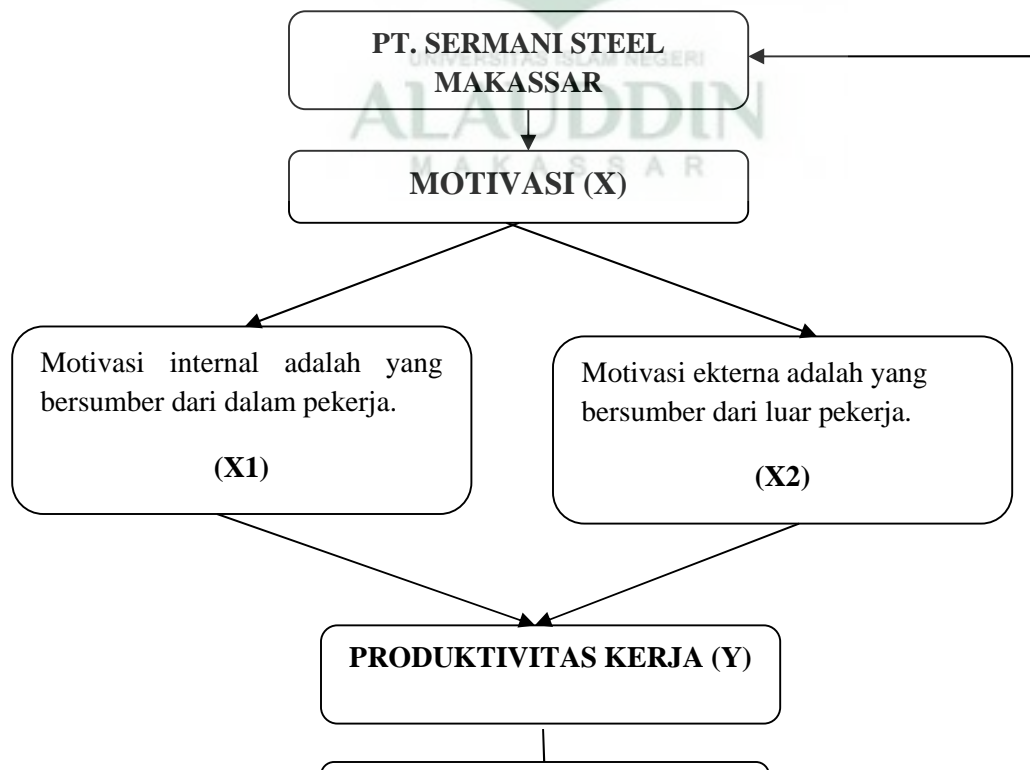 PT. SERMANI STEEL
MAKASSAR
UNIVERSITAS ISLAM NEGERI
ALAUDDIN
MAKASSAR
MOTIVASI (X)
Motivasi internal adalah yang
bersumber dari dalam pekerja.
(X1)
Motivasi ekterna adalah yang
bersumber dari luar pekerja.
(X2)
PRODUKTIVITAS KERJA (Y)